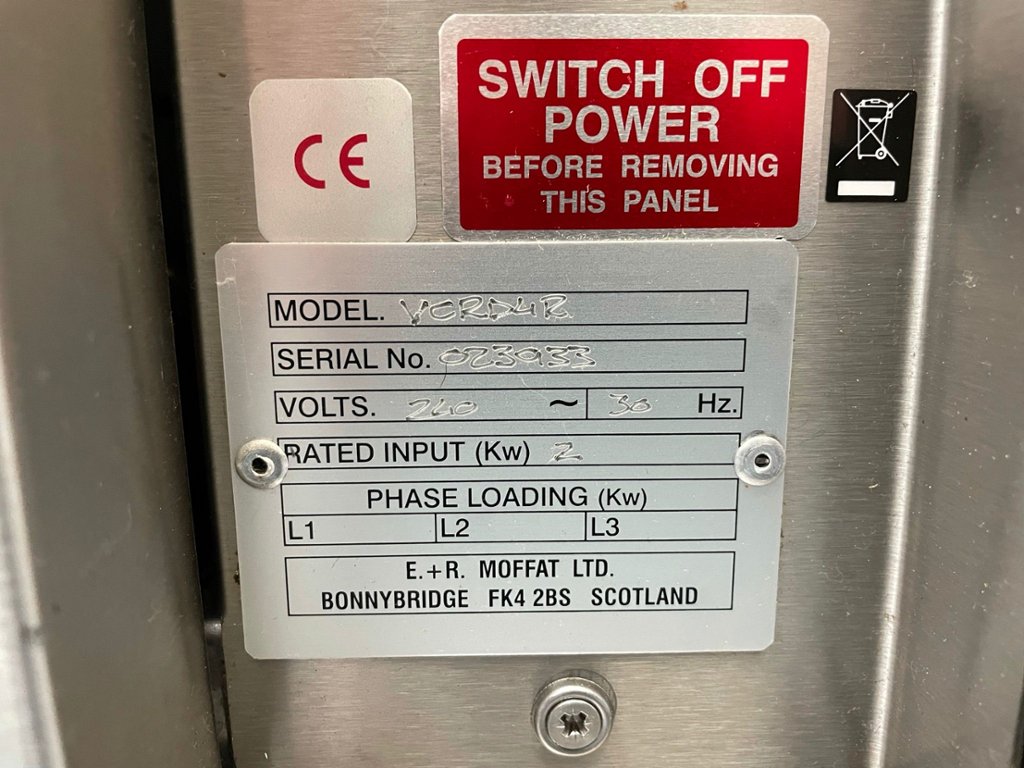 CE
SWITCH OFF
POWER
BEFORE REMOVING
THIS PANEL
MODEL. VCRD4R
SERIAL No. 023933
VOLTS. 240 ~ 50 Hz.
RATED INPUT (Kw) 2
PHASE LOADING (Kw)
L1 L2 L3
E.+R. MOFFAT LTD.
BONNYBRIDGE FK4 2BS SCOTLAND